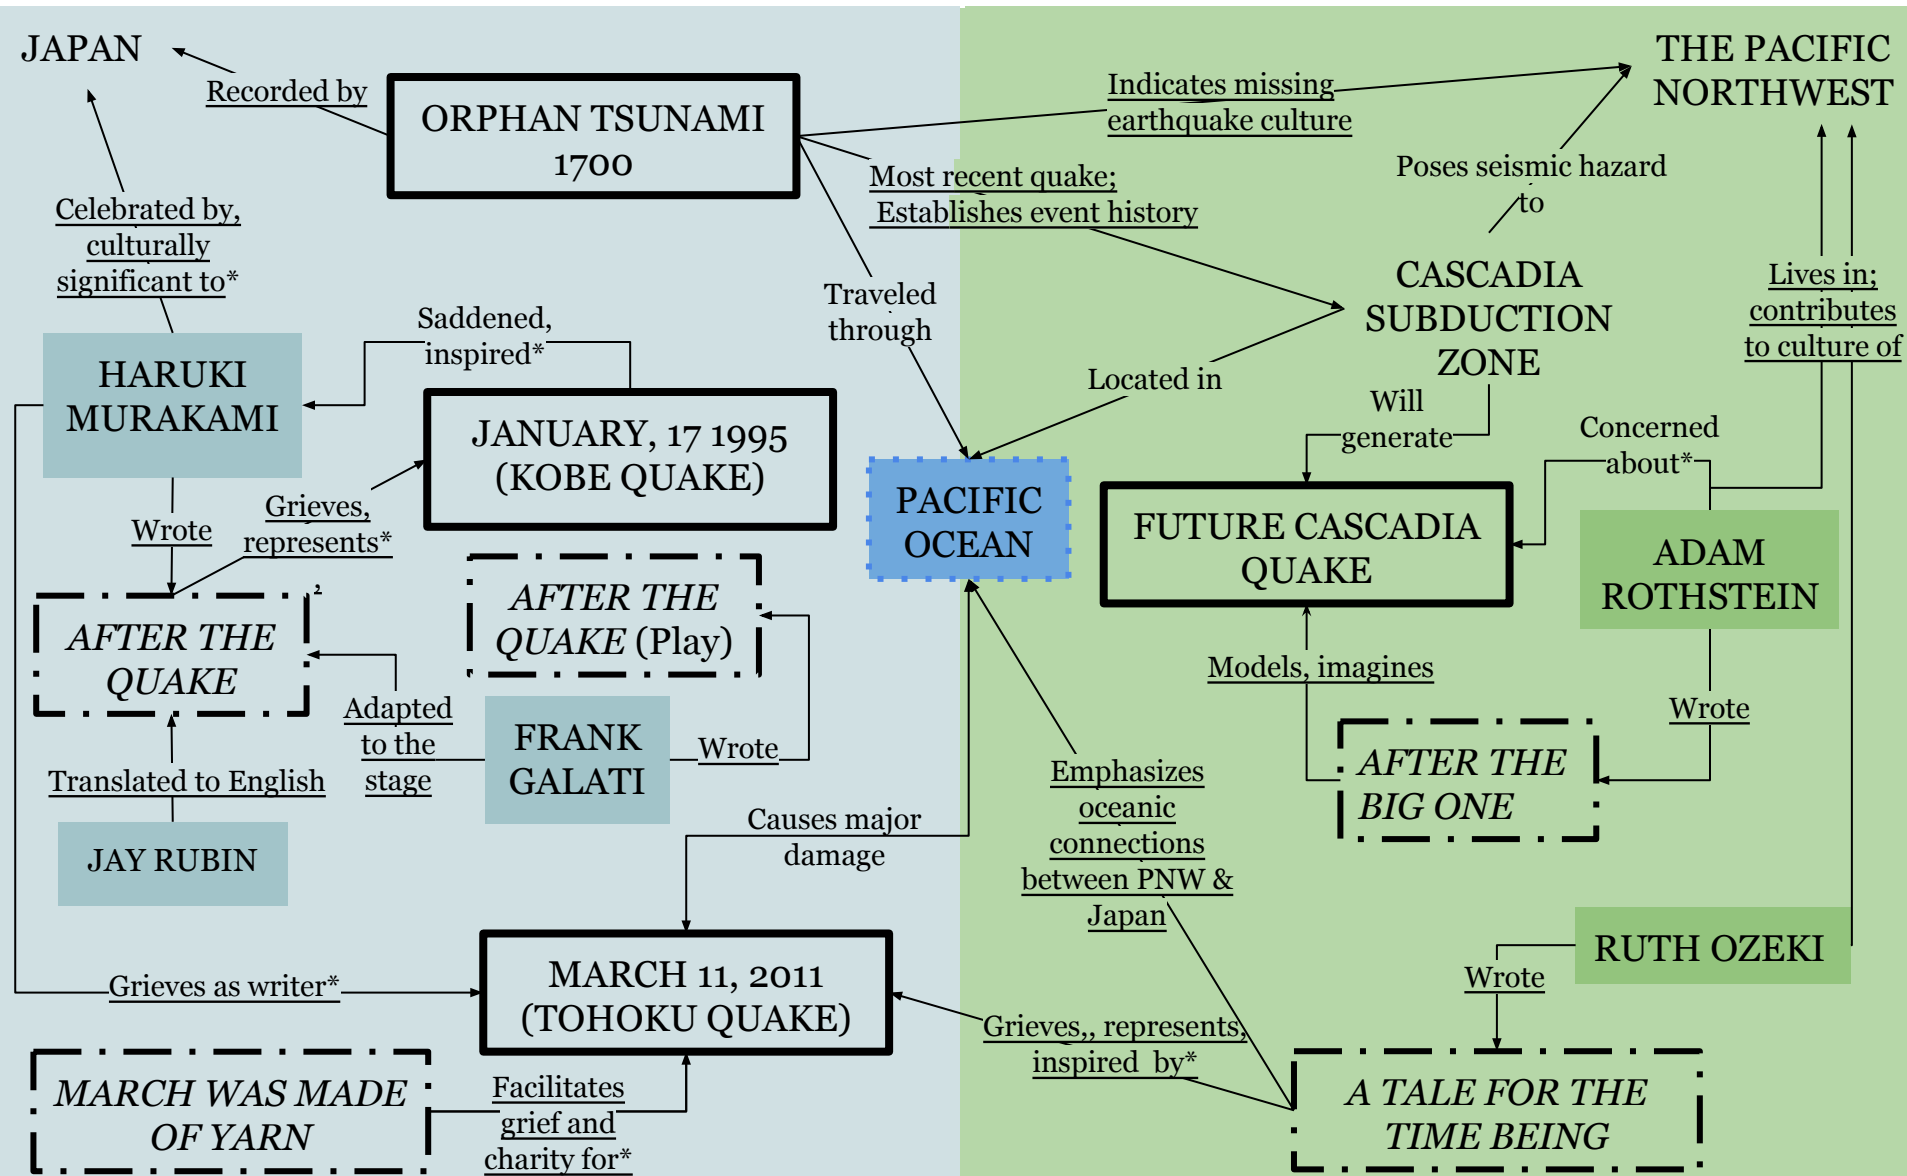 JAPAN
Recorded by
ORPHAN TSUNAMI
1700
Indicates missing
earthquake culture
THE PACIFIC
NORTHWEST
Most recent quake;
Establishes event history
Poses seismic hazard
to
Celebrated by,
culturally
significant to*
Traveled
through
CASCADIA
SUBDUCTION
ZONE
Lives in;
contributes
to culture of
HARUKI
MURAKAMI
Saddened,
inspired*
JANUARY, 17 1995
(KOBE QUAKE)
Located in
Will
generate
Concerned
about*
Wrote
Grieves,
represents*
,
PACIFIC
OCEAN
FUTURE CASCADIA
QUAKE
ADAM
ROTHSTEIN
AFTER THE
QUAKE
AFTER THE
QUAKE (Play)
Models, imagines
Wrote
Adapted
to the
stage
FRANK
GALATI
Wrote
AFTER THE
BIG ONE
Translated to English
JAY RUBIN
Causes major
damage
Emphasizes
oceanic
connections
between PNW &
Japan
RUTH OZEKI
Wrote
Grieves as writer*
MARCH 11, 2011
(TOHOKU QUAKE)
Grieves,, represents,
inspired by*
MARCH WAS MADE
OF YARN
Facilitates
grief and
charity for*
A TALE FOR THE
TIME BEING